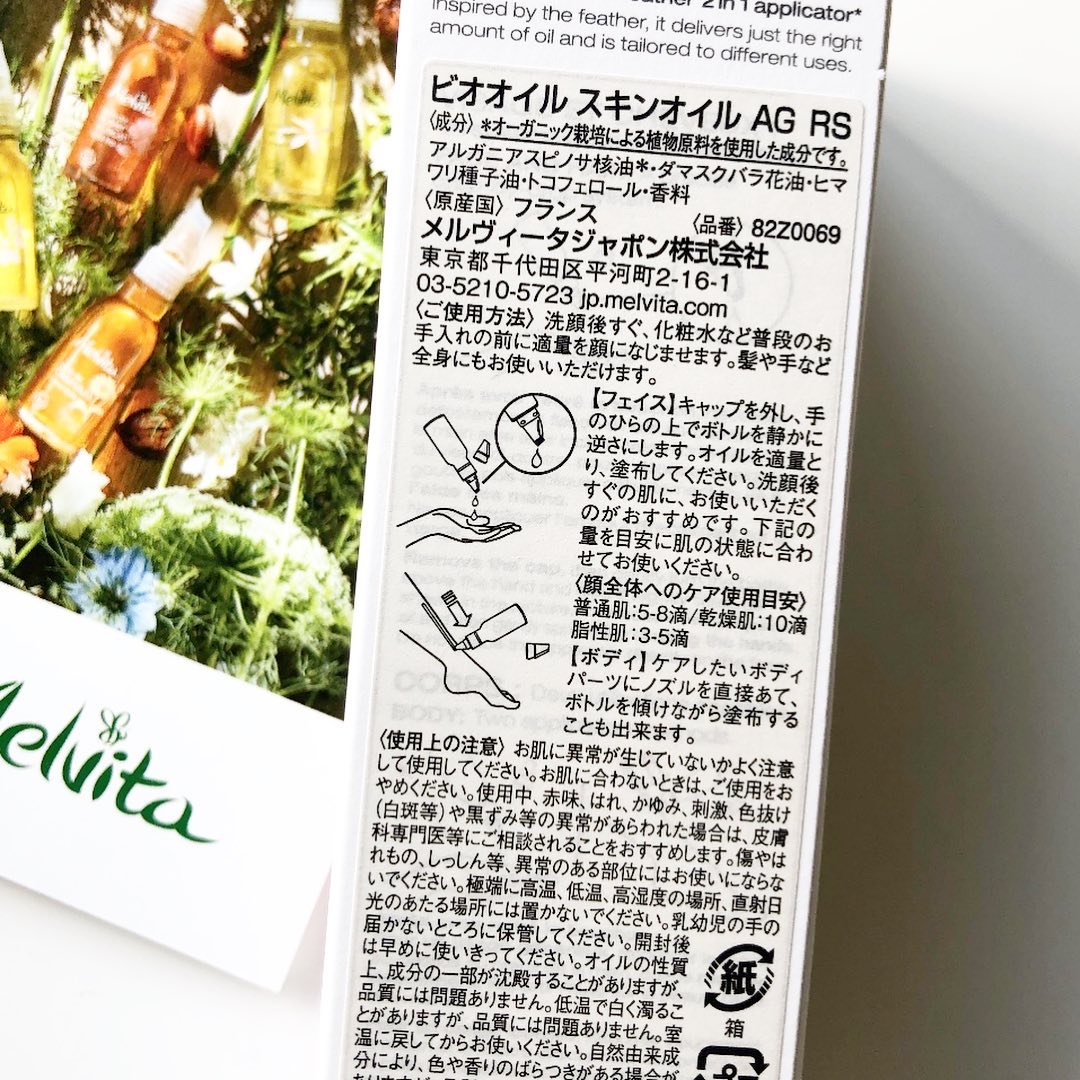 2 in 1 applicator*
Inspired by the feather, it delivers just the right
amount of oil and is tailored to different uses.
ビオオイル スキンオイル AG RS
〈成分〉*オーガニック栽培による植物原料を使用した成分です。
アルガニアスピノサ核油*・ダマスクバラ花油・ヒマ
ワリ種子油・トコフェロール・香料
〈原産国〉フランス 〈品番〉82Z0069
メルヴィータジャポン株式会社
東京都千代田区平河町2-16-1
03-5210-5723 jp.melvita.com
〈ご使用方法〉洗顔後すぐ、化粧水など普段のお
手入れの前に適量を顔になじませます。髪や手など
全身にもお使いいただけます。
【フェイス】キャップを外し、手
のひらの上でボトルを静かに
逆さにします。オイルを適量と
り、塗布してください。洗顔後
すぐの肌に、お使いいただく
のがおすすめです。下記の
量を目安に肌の状態に合わ
せてお使いください。
〈顔全体へのケア使用目安〉
普通肌:5-8滴/乾燥肌:10滴
脂性肌:3-5滴
【ボディ】ケアしたいボディ
パーツにノズルを直接あて、
ボトルを傾けながら塗布する
ことも出来ます。
〈使用上の注意〉お肌に異常が生じていないかよく注意
して使用してください。お肌に合わないときは、ご使用をお
やめください。使用中、赤味、はれ、かゆみ、刺激、色抜け
(白斑等)や黒ずみ等の異常があらわれた場合は、皮膚
科専門医等にご相談されることをおすすめします。傷やは
れもの、しっしん等、異常のある部位にはお使いにならな
いでください。極端に高温、低温、高湿度の場所、直射日
光のあたる場所には置かないでください。乳幼児の手の
届かないところに保管してください。開封後
は早めに使いきってください。オイルの性質
上、成分の一部が沈殿することがありますが、
品質には問題ありません。低温で白く濁るこ
とがありますが、品質には問題ありません。室
温に戻してからお使いください。自然由来成
分により、色や香りのばらつきがある場合が
紙
箱
Melvita